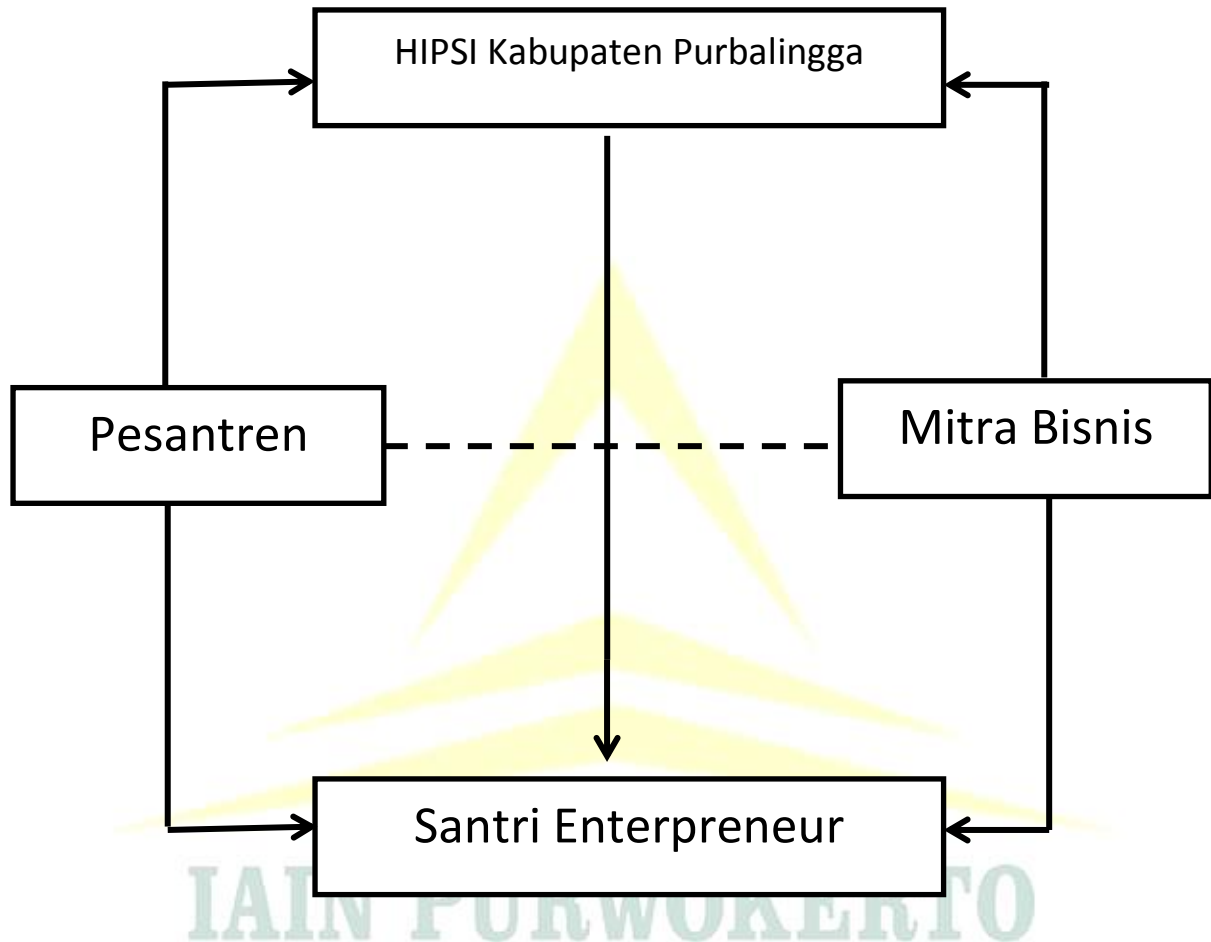 HIPSI Kabupaten Purbalingga
Pesantren
Mitra Bisnis
Santri Enterpreneur
IAIN PURWOKERTO